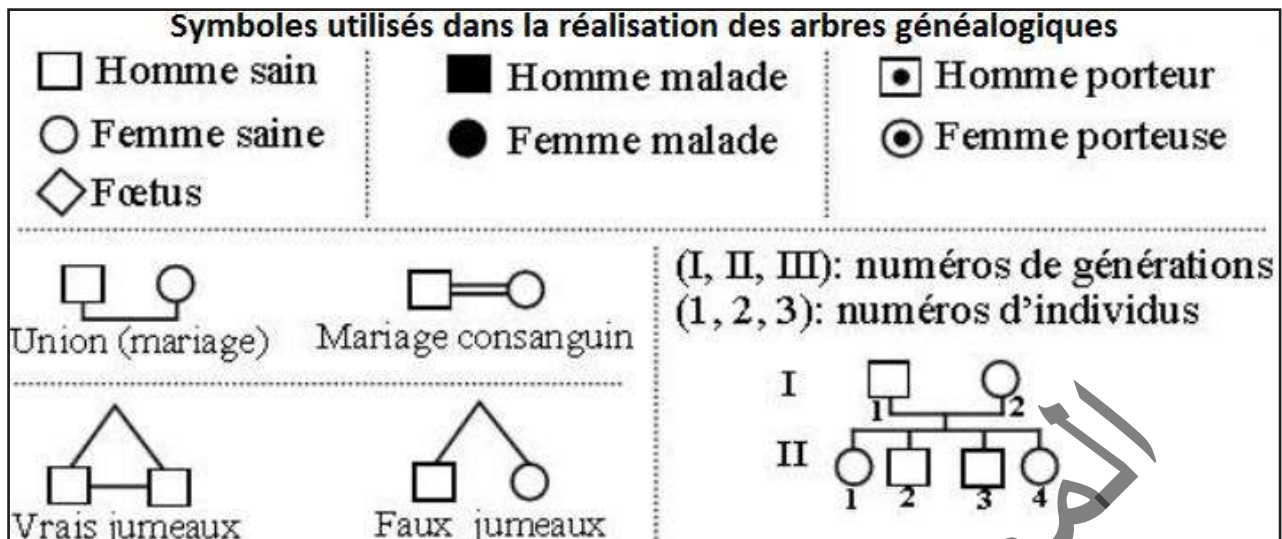 Symboles utilisés dans la réalisation des arbres généalogiques
Homme sain
Femme saine
Fœtus
Homme malade
Femme malade
Homme porteur
Femme porteuse
Union (mariage)
Mariage consanguin
Vrais jumeaux
Faux jumeaux
(I, II, III): numéros de générations
(1, 2, 3): numéros d'individus
I
1 2
II
1 2 3 4